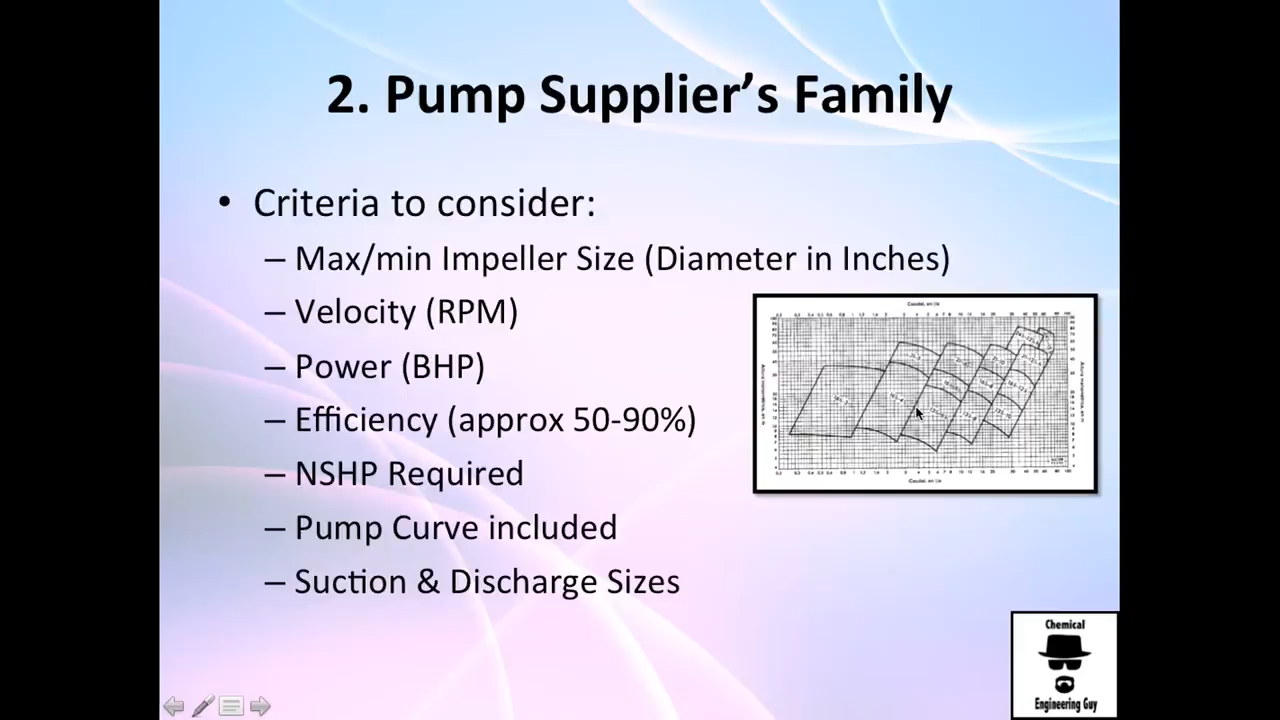 2. Pump Supplier’s Family
• Criteria to consider:
– Max/min Impeller Size (Diameter in Inches)
– Velocity (RPM)
– Power (BHP)
– Efficiency (approx 50-90%)
– NSHP Required
– Pump Curve included
– Suction & Discharge Sizes
Chemical
Engineering Guy